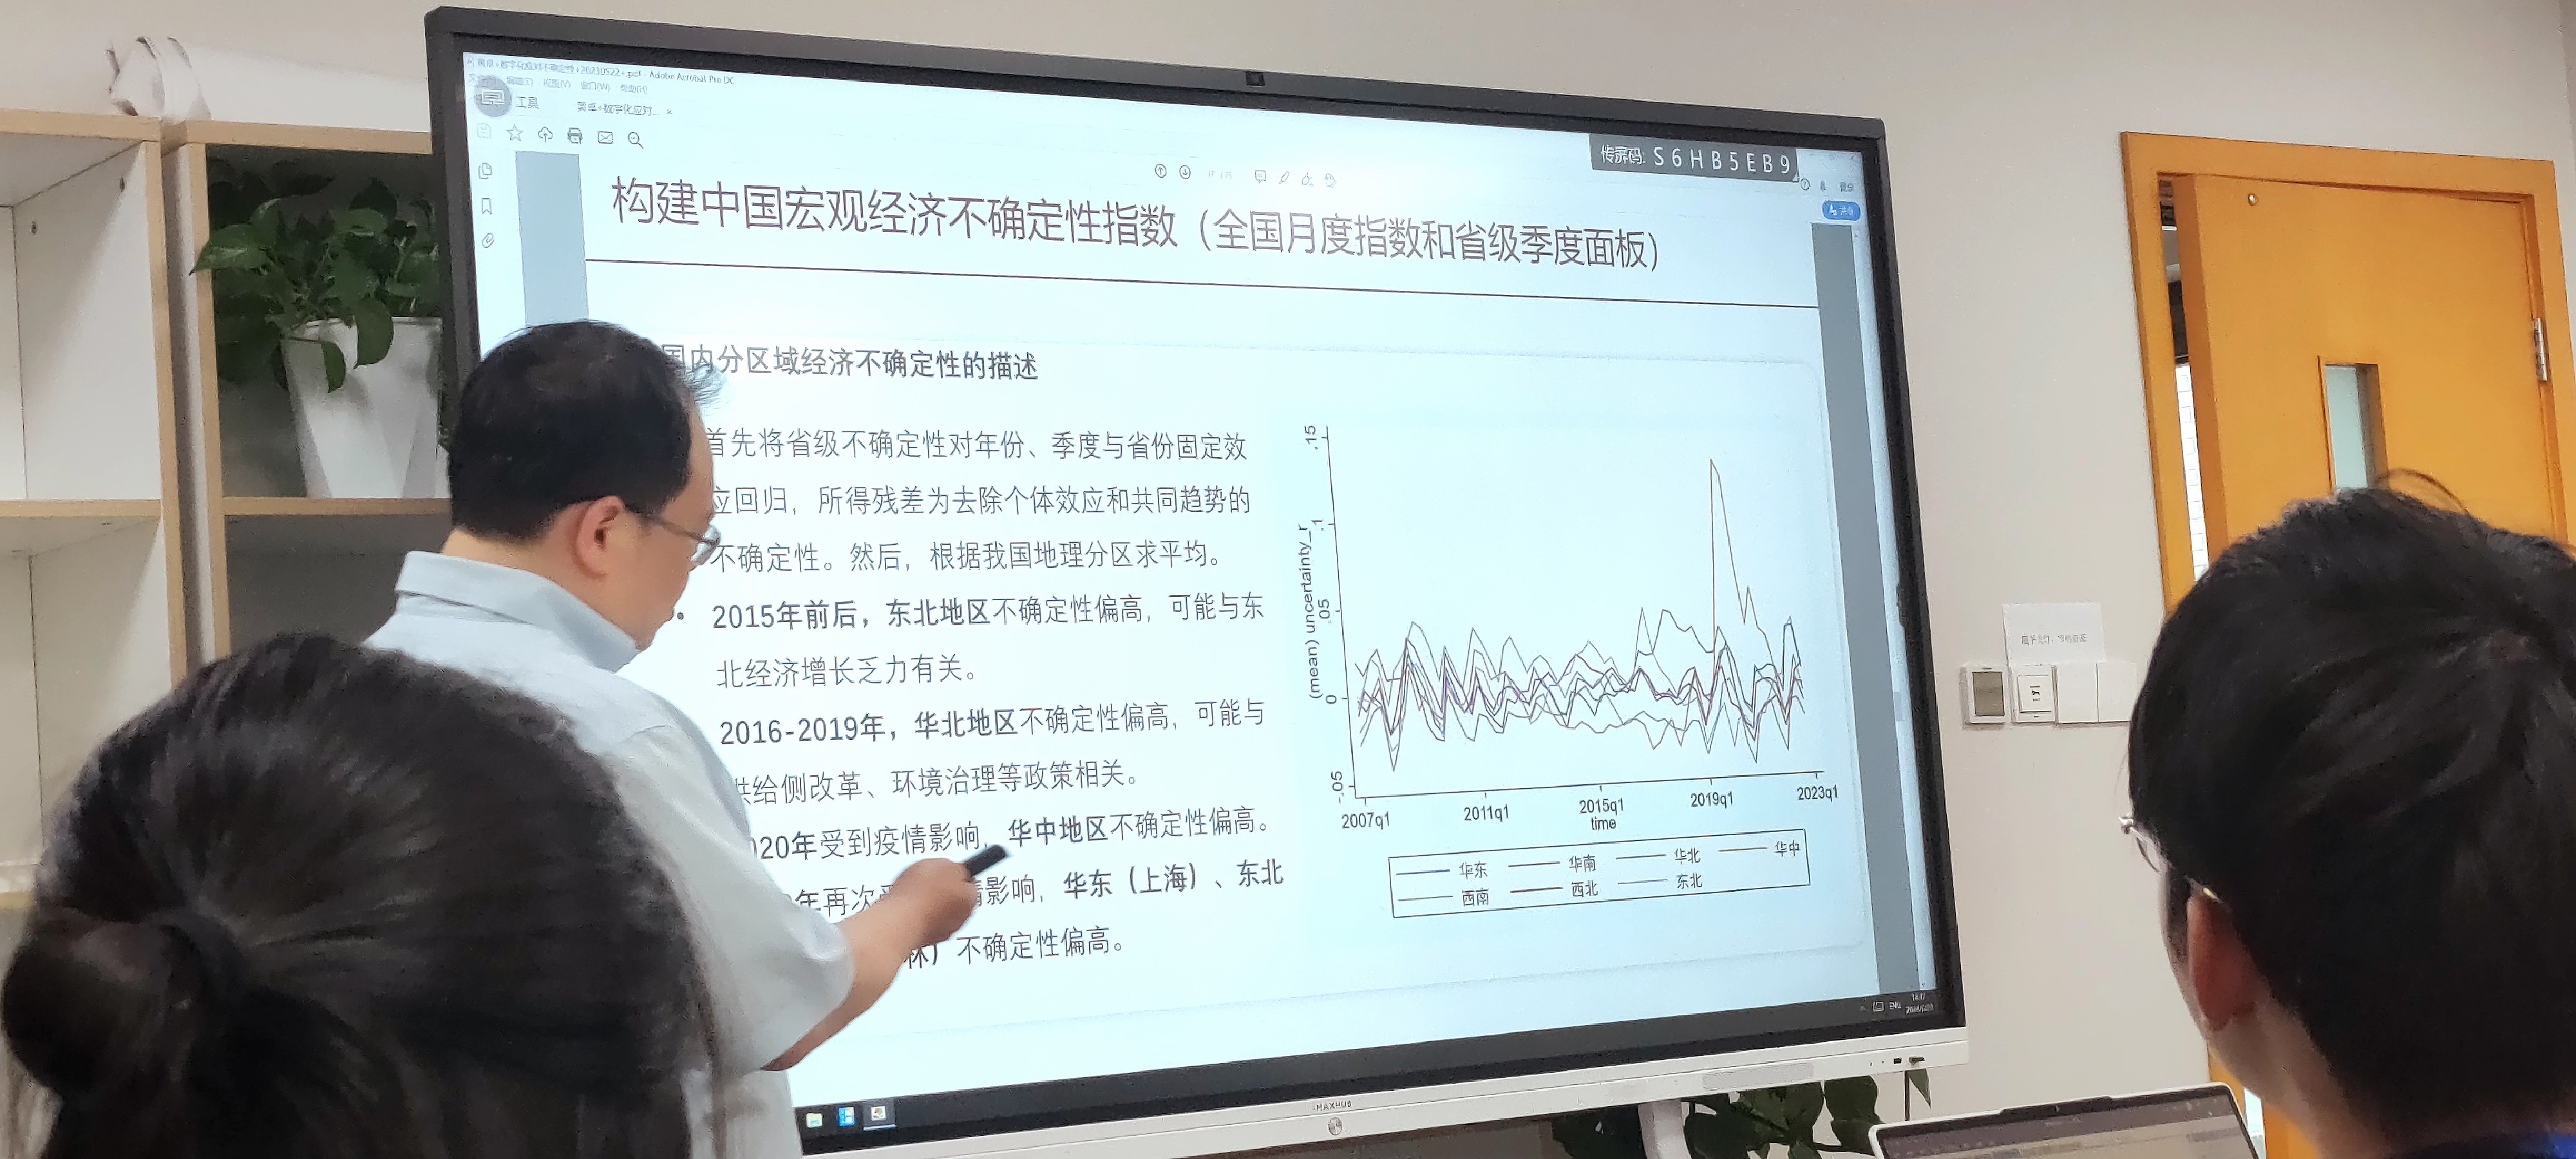 Adobe Acrobat Pro DC
工具
传屏码: S6HB5EB9
构建中国宏观经济不确定性指数（全国月度指数和省级季度面板）
国内分区域经济不确定性的描述
首先将省级不确定性对年份、季度与省份固定效
应回归，所得残差为去除个体效应和共同趋势的
不确定性。然后，根据我国地理分区求平均。
• 2015年前后，东北地区不确定性偏高，可能与东
北经济增长乏力有关。
2016-2019年，华北地区不确定性偏高，可能与
供给侧改革、环境治理等政策相关。
020年受到疫情影响，华中地区不确定性偏高。
年再次 情影响，华东（上海）、东北
林）不确定性偏高。
(mean) uncertainty_r
.15
.1
.05
0
-.05
2007q1 2011q1 2015q1 2019q1 2023q1
time
华东 华南 华北 华中
西南 西北 东北
MAXHUB